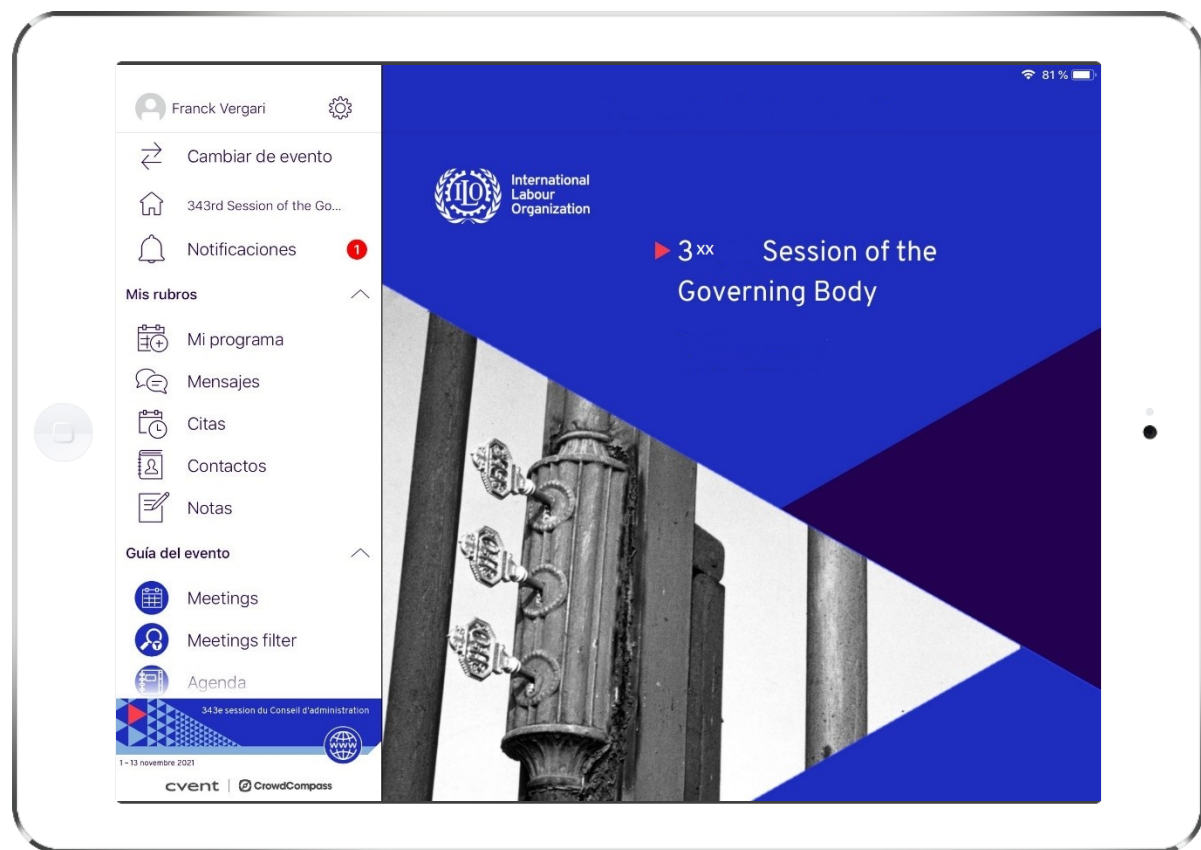 81 %
Franck Vergari
Cambiar de evento
343rd Session of the Go...
Notificaciones 1
Mis rubros
Mi programa
Mensajes
Citas
Contactos
Notas
Guía del evento
Meetings
Meetings filter
Agenda
343e session du Conseil d'administration
www
1 – 13 novembre 2021
cvent | CrowdCompass
ILO
International
Labour
Organization
3xx Session of the
Governing Body